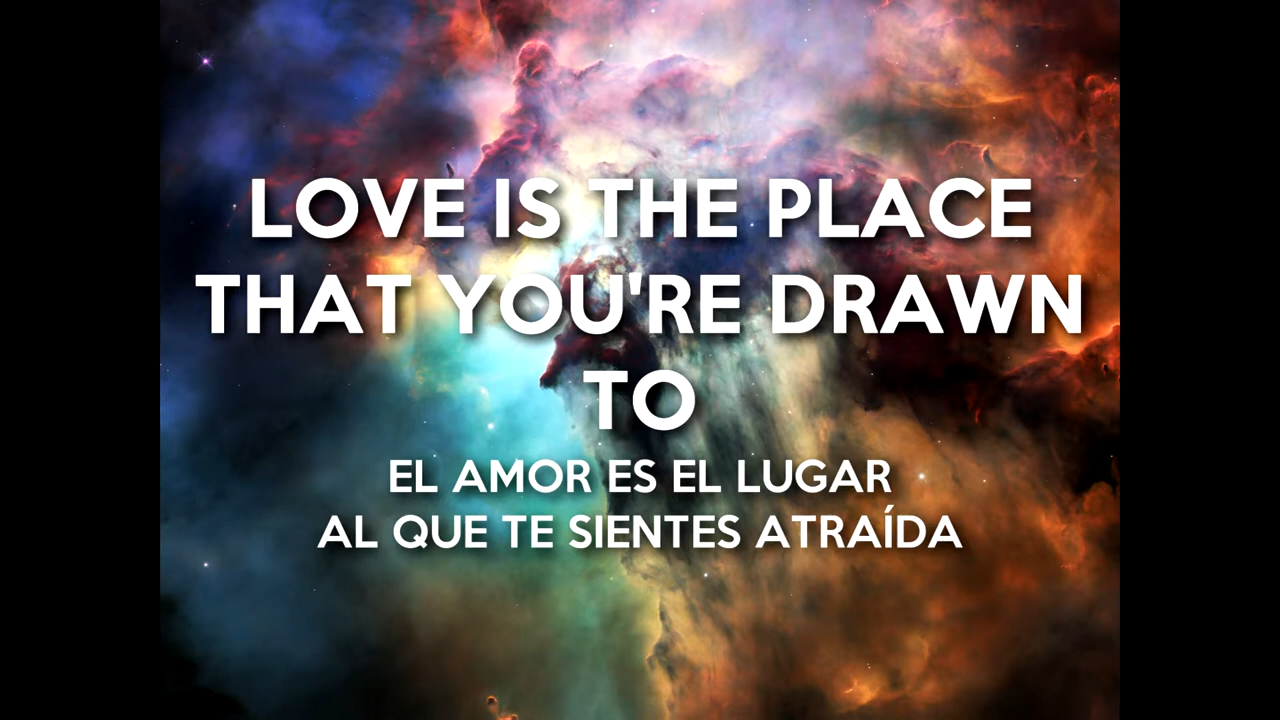 LOVE IS THE PLACE
THAT YOU'RE DRAWN
TO
EL AMOR ES EL LUGAR
AL QUE TE SIENTES ATRAÍDA